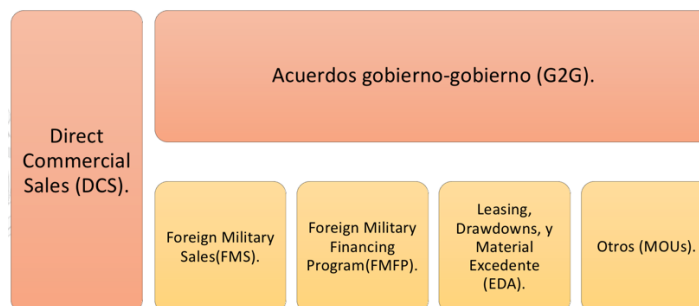 Direct
Commercial
Sales (DCS).
Acuerdos gobierno-gobierno (G2G).
Foreign Military
Sales(FMS).
Foreign Military
Financing
Program(FMFP).
Leasing,
Drawdowns, y
Material
Excedente
(EDA).
Otros (MOUs).